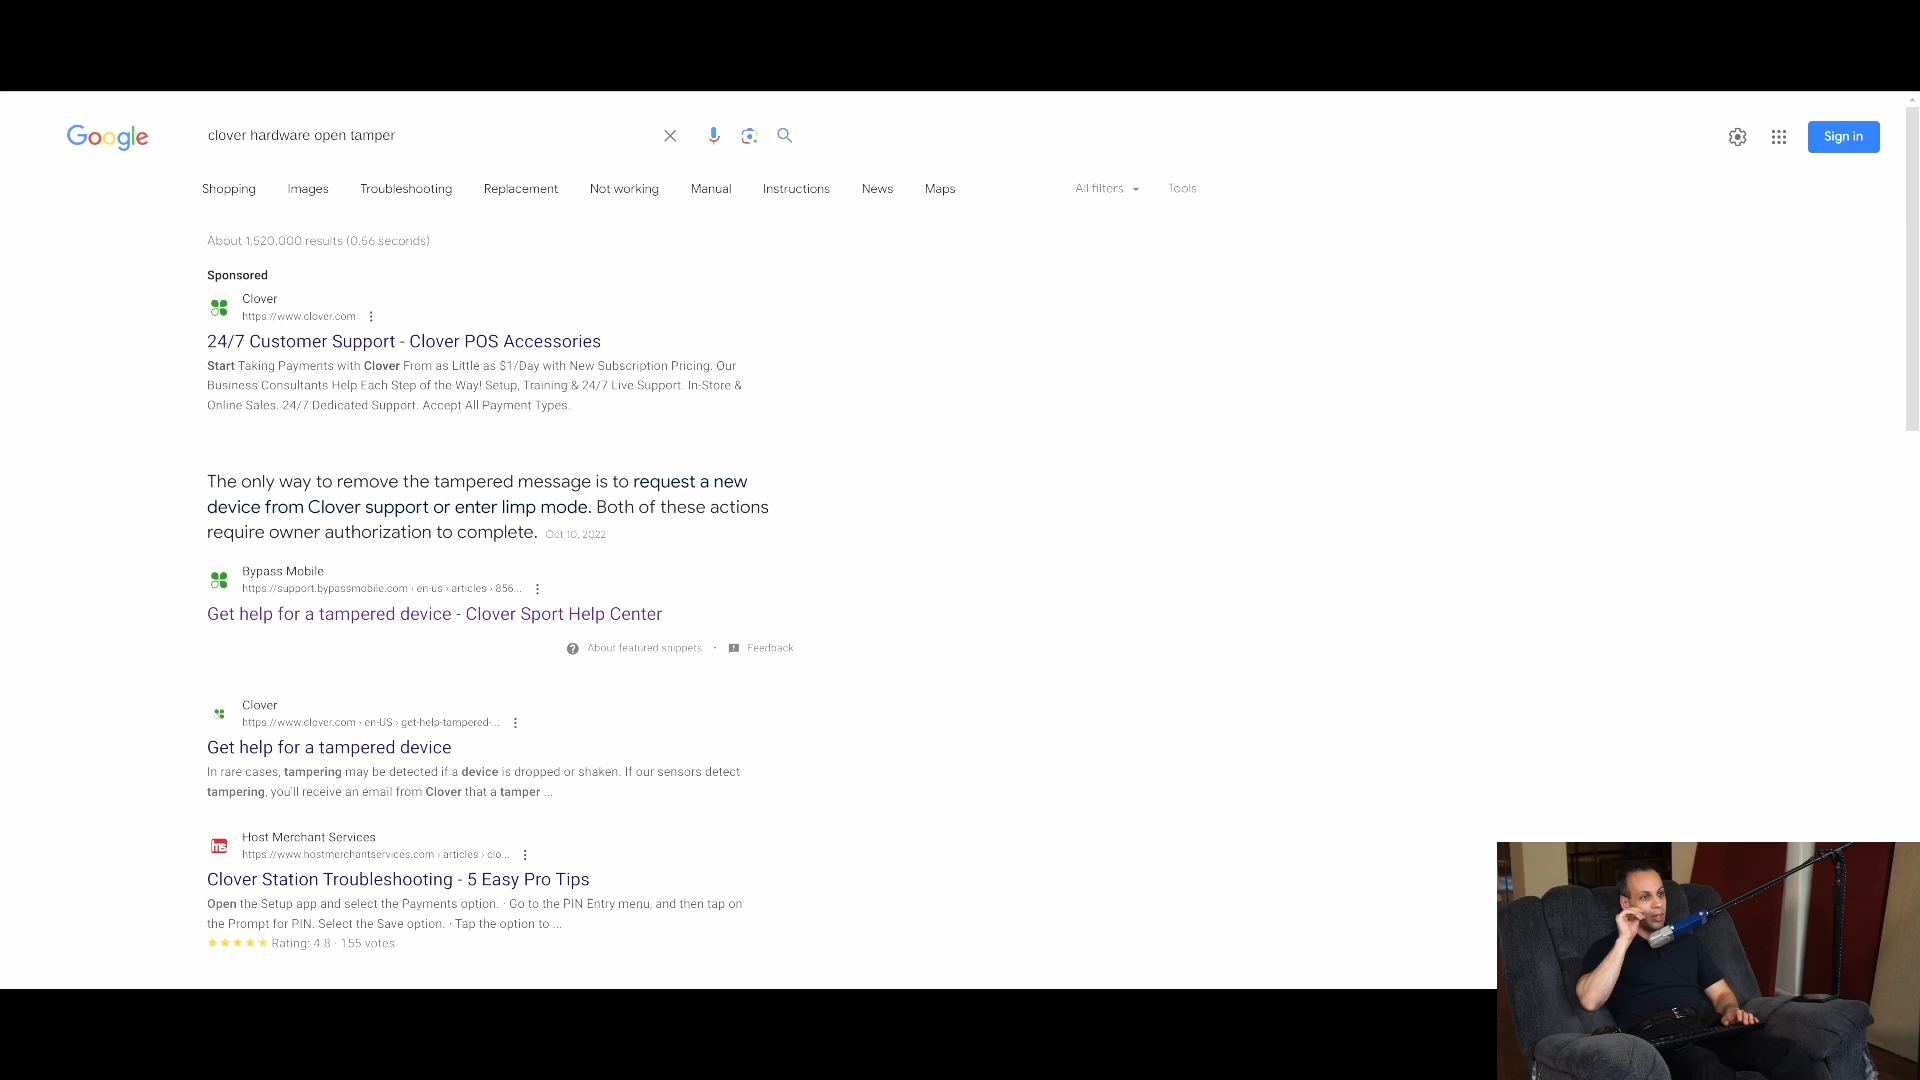 Google
clover hardware open tamper
Sign in
Shopping Images Troubleshooting Replacement Not working Manual Instructions News Maps All filters Tools
About 1,520,000 results (0.56 seconds)
Sponsored
Clover
https://www.clover.com
24/7 Customer Support - Clover POS Accessories
Start Taking Payments with Clover From as Little as $1/Day with New Subscription Pricing. Our
Business Consultants Help Each Step of the Way! Setup, Training & 24/7 Live Support. In-Store &
Online Sales. 24/7 Dedicated Support. Accept All Payment Types.
The only way to remove the tampered message is to request a new
device from Clover support or enter limp mode. Both of these actions
require owner authorization to complete. Oct 10, 2022
Bypass Mobile
https://support.bypassmobile.com › en-us › articles › 856...
Get help for a tampered device - Clover Sport Help Center
About featured snippets · Feedback
Clover
https://www.clover.com › en-US › get-help-tampered-...
Get help for a tampered device
In rare cases, tampering may be detected if a device is dropped or shaken. If our sensors detect
tampering, you'll receive an email from Clover that a tamper ...
Host Merchant Services
https://www.hostmerchantservices.com › articles › clo...
Clover Station Troubleshooting - 5 Easy Pro Tips
Open the Setup app and select the Payments option. · Go to the PIN Entry menu, and then tap on
the Prompt for PIN. Select the Save option. · Tap the option to ...
Rating: 4.8 · 155 votes